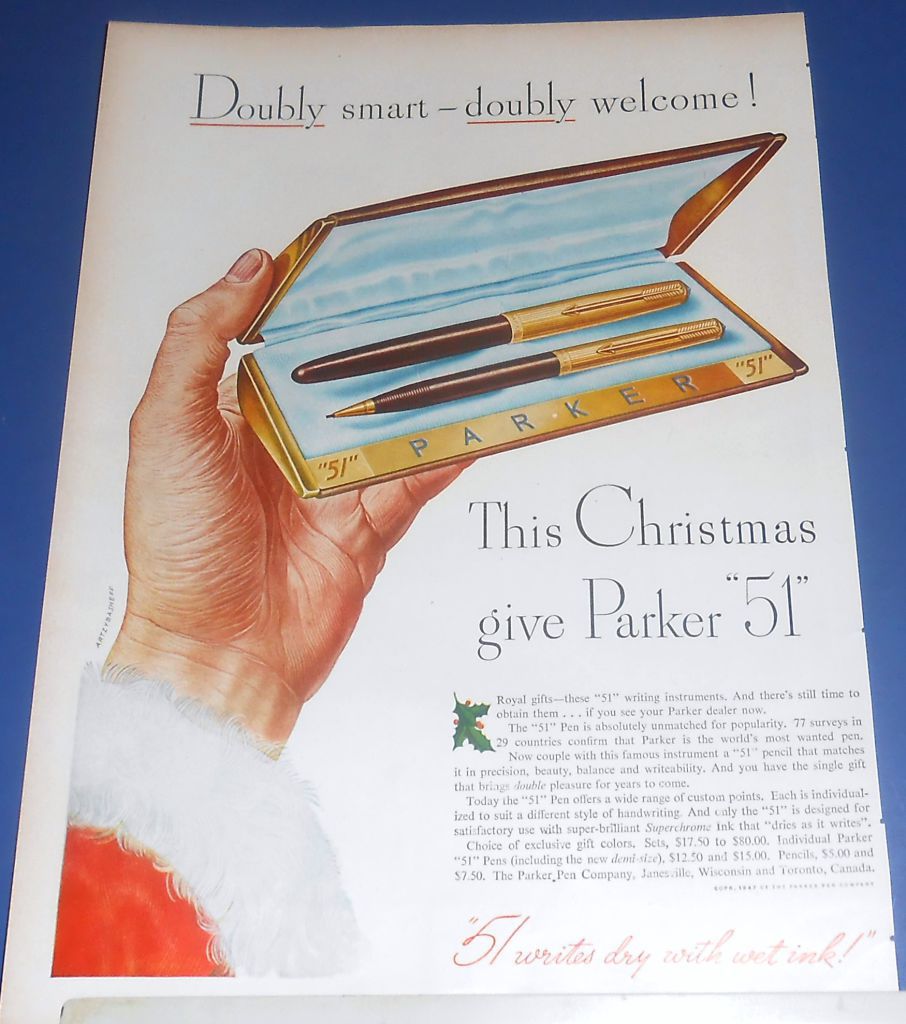 Doubly smart – doubly welcome!
"51" PARKER "51"
This Christmas
give Parker "51"
ARTZYBASHEFF
Royal gifts—these "51" writing instruments. And there's still time to
obtain them . . . if you see your Parker dealer now.
The "51" Pen is absolutely unmatched for popularity. 77 surveys in
29 countries confirm that Parker is the world's most wanted pen.
Now couple with this famous instrument a "51" pencil that matches
it in precision, beauty, balance and writeability. And you have the single gift
that brings double pleasure for years to come.
Today the "51" Pen offers a wide range of custom points. Each is individual-
ized to suit a different style of handwriting. And only the "51" is designed for
satisfactory use with super-brilliant Superchrome Ink that "dries as it writes".
Choice of exclusive gift colors. Sets, $17.50 to $80.00. Individual Parker
"51" Pens (including the new demi-size), $12.50 and $15.00. Pencils, $5.00 and
$7.50. The Parker Pen Company, Janesville, Wisconsin and Toronto, Canada.
COPR. 1947 BY THE PARKER PEN COMPANY
"51 writes dry with wet ink!"